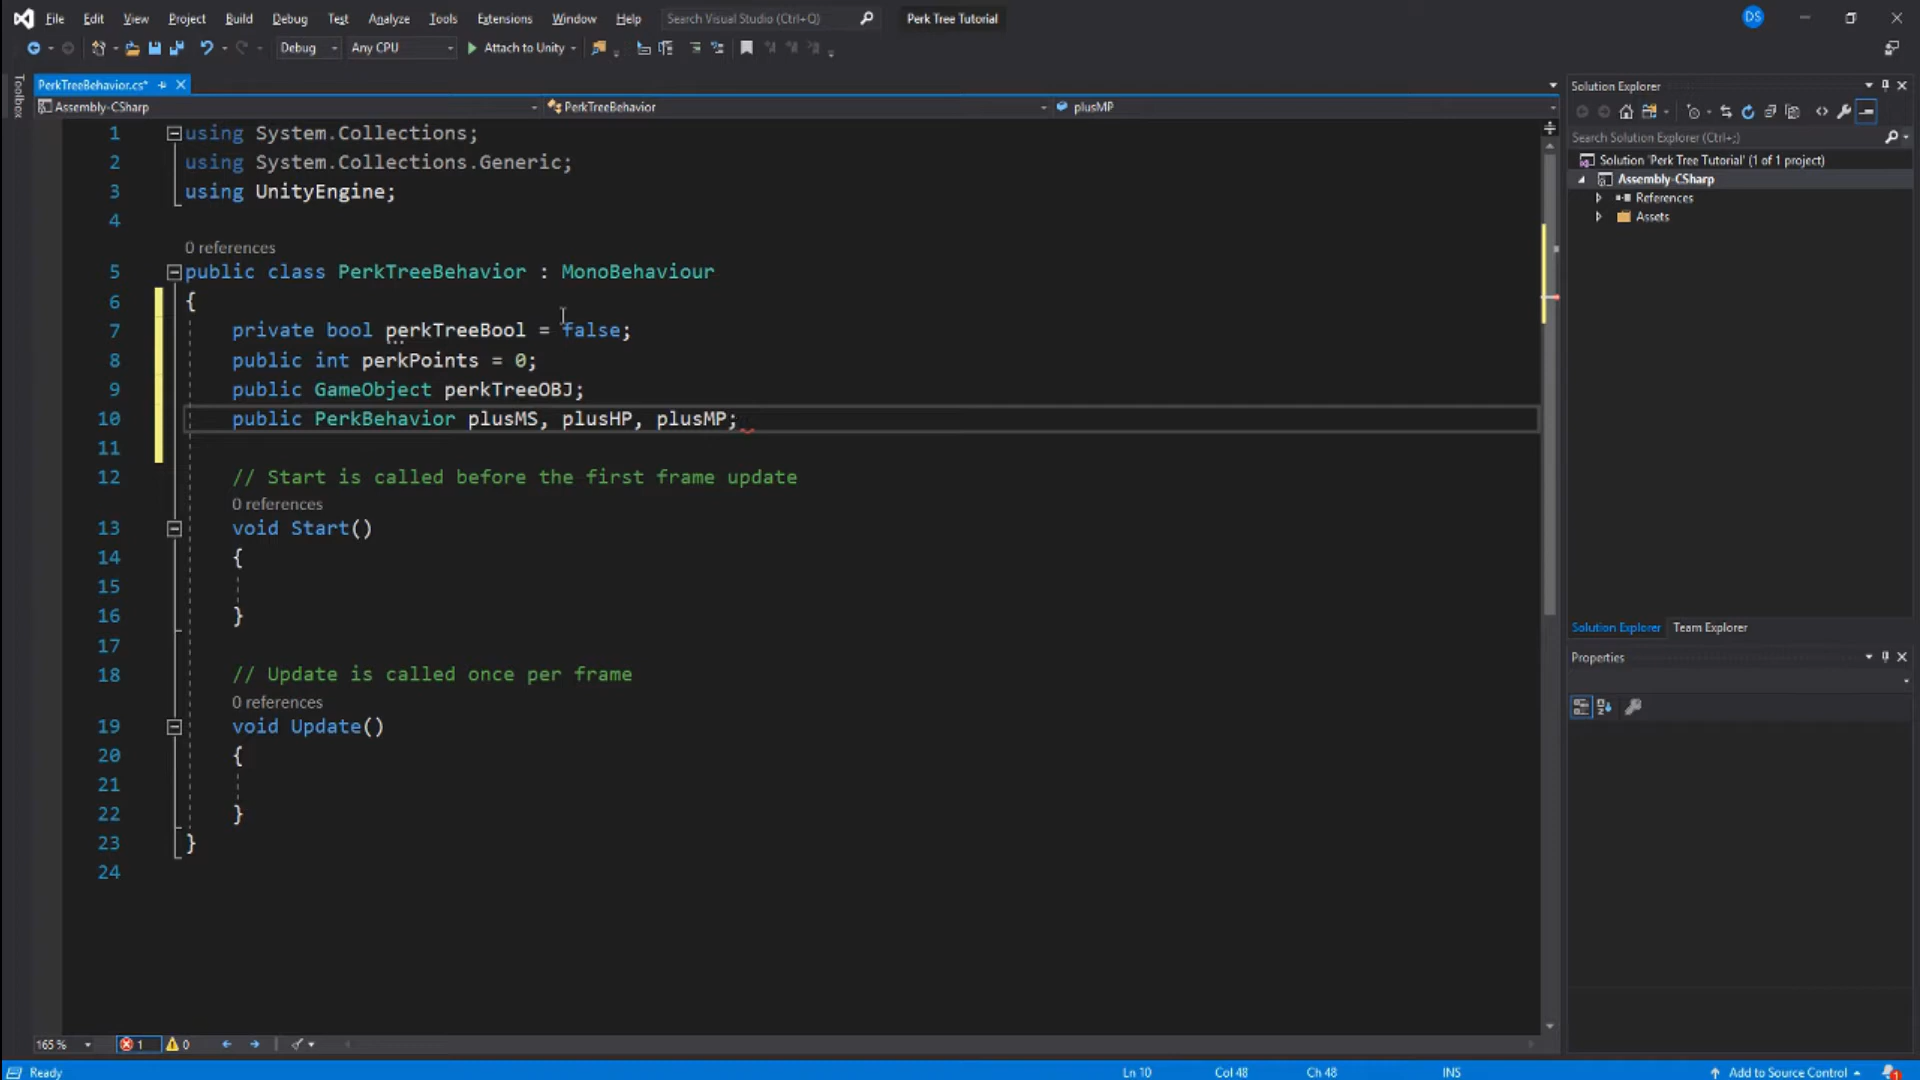 File Edit View Project Build Debug Test Analyze Tools Extensions Window Help Search Visual Studio (Ctrl+Q) Perk Tree Tutorial DS
Debug Any CPU Attach to Unity
Toolbox
PerkTreeBehavior.cs*
Assembly-CSharp PerkTreeBehavior plusMP
1 using System.Collections;
2 using System.Collections.Generic;
3 using UnityEngine;
4
0 references
5 public class PerkTreeBehavior : MonoBehaviour
6 {
7 private bool perkTreeBool = false;
8 public int perkPoints = 0;
9 public GameObject perkTreeOBJ;
10 public PerkBehavior plusMS, plusHP, plusMP;
11
12 // Start is called before the first frame update
0 references
13 void Start()
14 {
15
16 }
17
18 // Update is called once per frame
0 references
19 void Update()
20 {
21
22 }
23 }
24
165 % 1 0
Solution Explorer
Search Solution Explorer (Ctrl+;)
Solution 'Perk Tree Tutorial' (1 of 1 project)
Assembly-CSharp
References
Assets
Solution Explorer Team Explorer
Properties
Ready Ln 10 Col 48 Ch 48 INS Add to Source Control 1